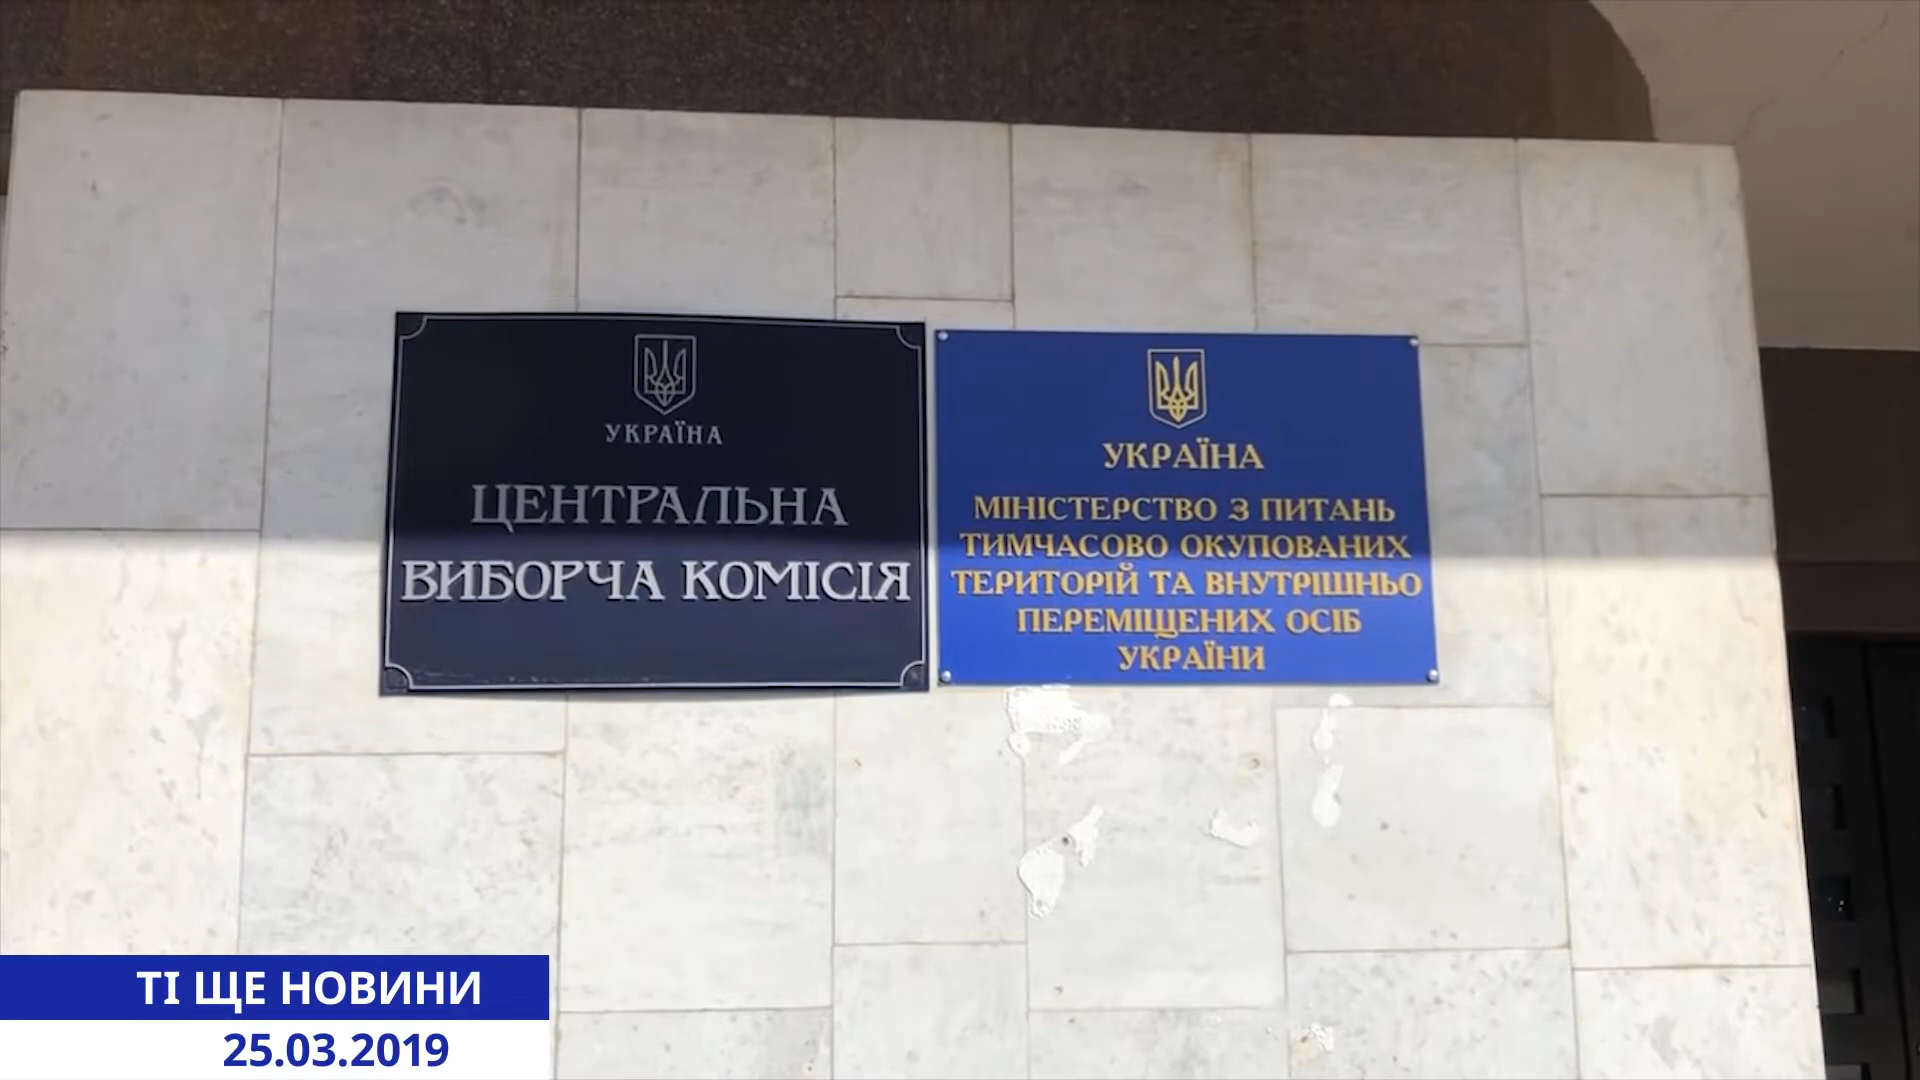 УКРАЇНА
ЦЕНТРАЛЬНА
ВИБОРЧА КОМІСІЯ
УКРАЇНА
МІНІСТЕРСТВО З ПИТАНЬ
ТИМЧАСОВО ОКУПОВАНИХ
ТЕРИТОРІЙ ТА ВНУТРІШНЬО
ПЕРЕМІЩЕНИХ ОСІБ
УКРАЇНИ
ТІ ЩЕ НОВИНИ
25.03.2019